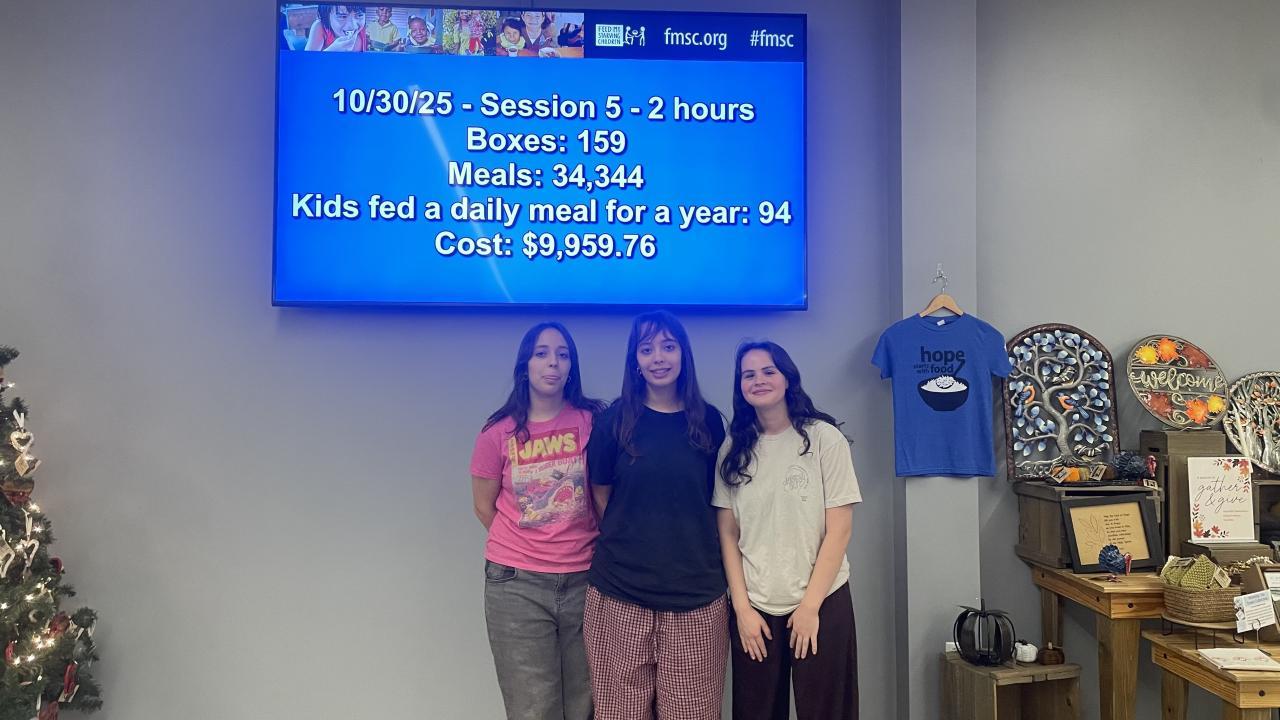 FEED MY
STARVING
CHILDREN
fmsc.org
#fmsc
10/30/25 - Session 5 - 2 hours
Boxes: 159
Meals: 34,344
Kids fed a daily meal for a year: 94
Cost: $9,959.76
JAWS
hope
starts
with food
welcome
gather
give